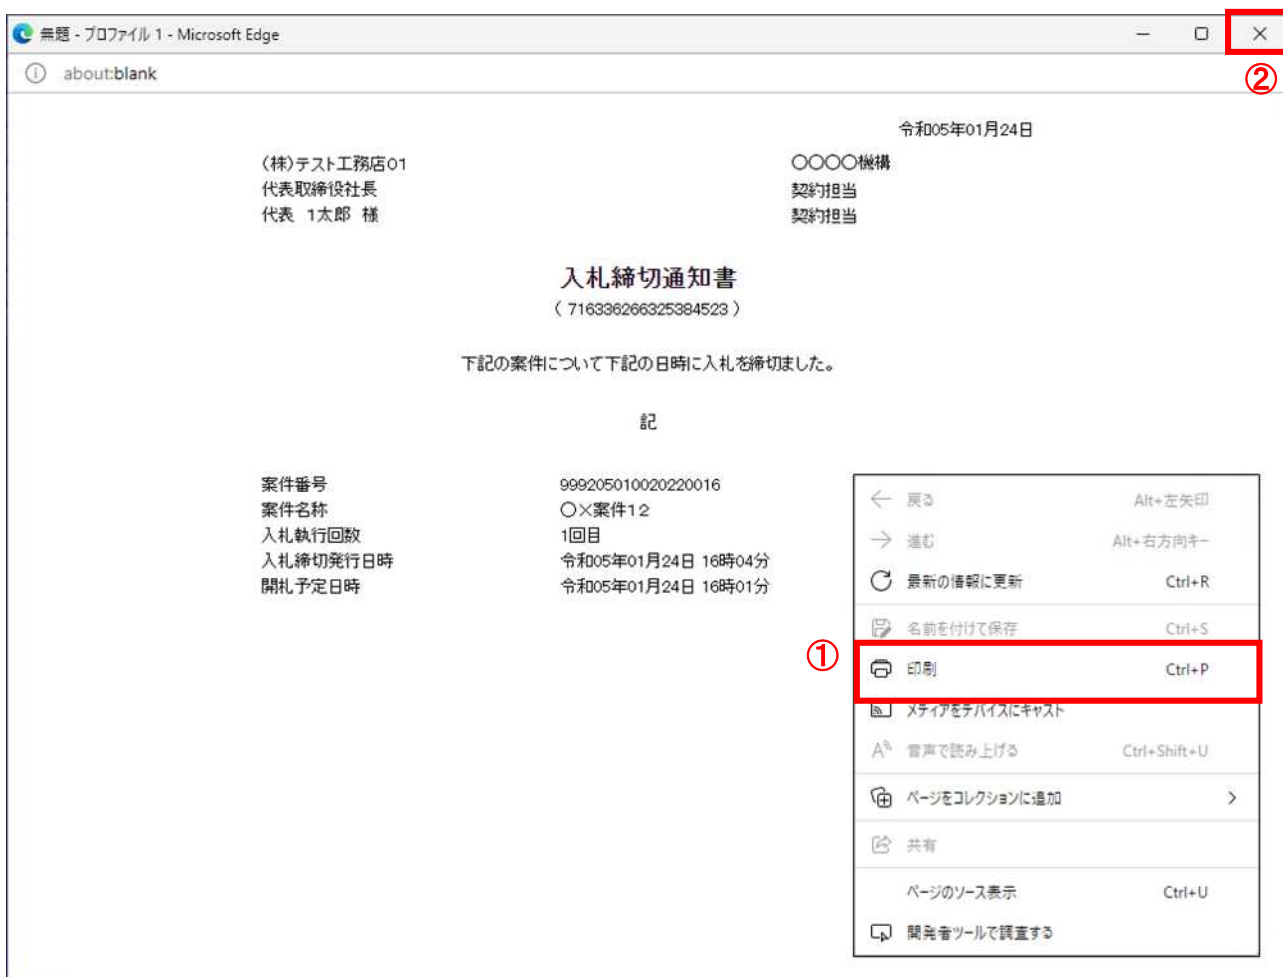 無題 - プロファイル 1 - Microsoft Edge
②
about:blank
令和05年01月24日
(株)テスト工務店01
〇〇〇〇機構
代表取締役社長
契約担当
代表 1太郎 様
契約担当
入札締切通知書
( 716336266325384523 )
下記の案件について下記の日時に入札を締切ました。
記
案件番号 999205010020220016
案件名称 〇×案件12
入札執行回数 1回目
入札締切発行日時 令和05年01月24日 16時04分
開札予定日時 令和05年01月24日 16時01分
戻る Alt+左矢印
進む Alt+右方向キー
最新の情報に更新 Ctrl+R
名前を付けて保存 Ctrl+S
①
印刷 Ctrl+P
メディアをデバイスにキャスト
音声で読み上げる Ctrl+Shift+U
ページをコレクションに追加
共有
ページのソース表示 Ctrl+U
開発者ツールで調査する